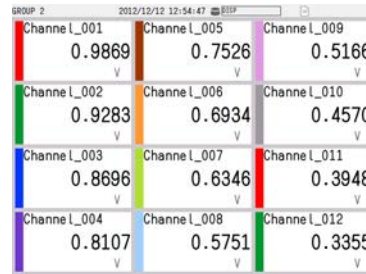 GROUP 2 2012/12/12 12:54:47 DISP
Channel_001 Channel_005 Channel_009
0.9869 0.7526 0.5166
V V V
Channel_002 Channel_006 Channel_010
0.9283 0.6934 0.4570
V V V
Channel_003 Channel_007 Channel_011
0.8696 0.6346 0.3948
V V V
Channel_004 Channel_008 Channel_012
0.8107 0.5751 0.3355
V V V